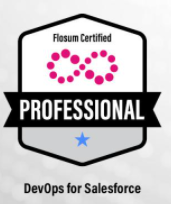 Flosum Certified
PROFESSIONAL
DevOps for Salesforce